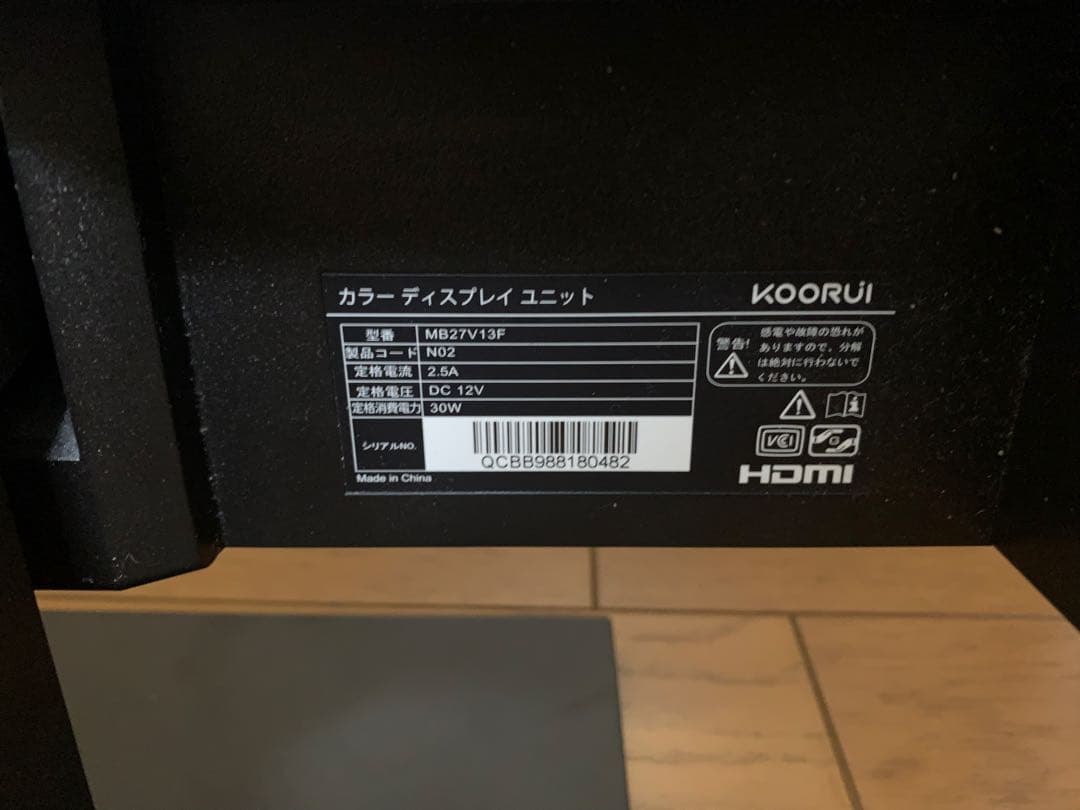 カラー ディスプレイ ユニット
KOORUI
型番 MB27V13F
製品コード N02
定格電流 2.5A
定格電圧 DC 12V
定格消費電力 30W
シリアルNO. QCBB988180482
Made in China
警告!
感電や故障の恐れが
ありますので、分解
は絶対に行わないで
ください。
VCCI
HDMI